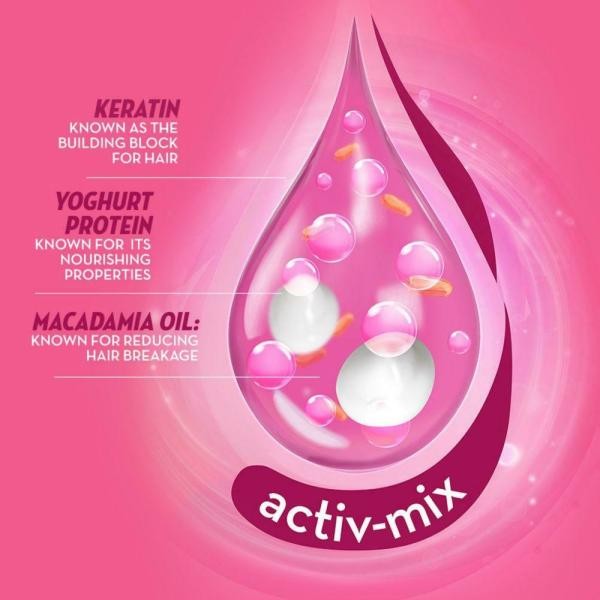 KERATIN
KNOWN AS THE
BUILDING BLOCK
FOR HAIR
YOGHURT
PROTEIN
KNOWN FOR ITS
NOURISHING
PROPERTIES
MACADAMIA OIL:
KNOWN FOR REDUCING
HAIR BREAKAGE
activ-mix